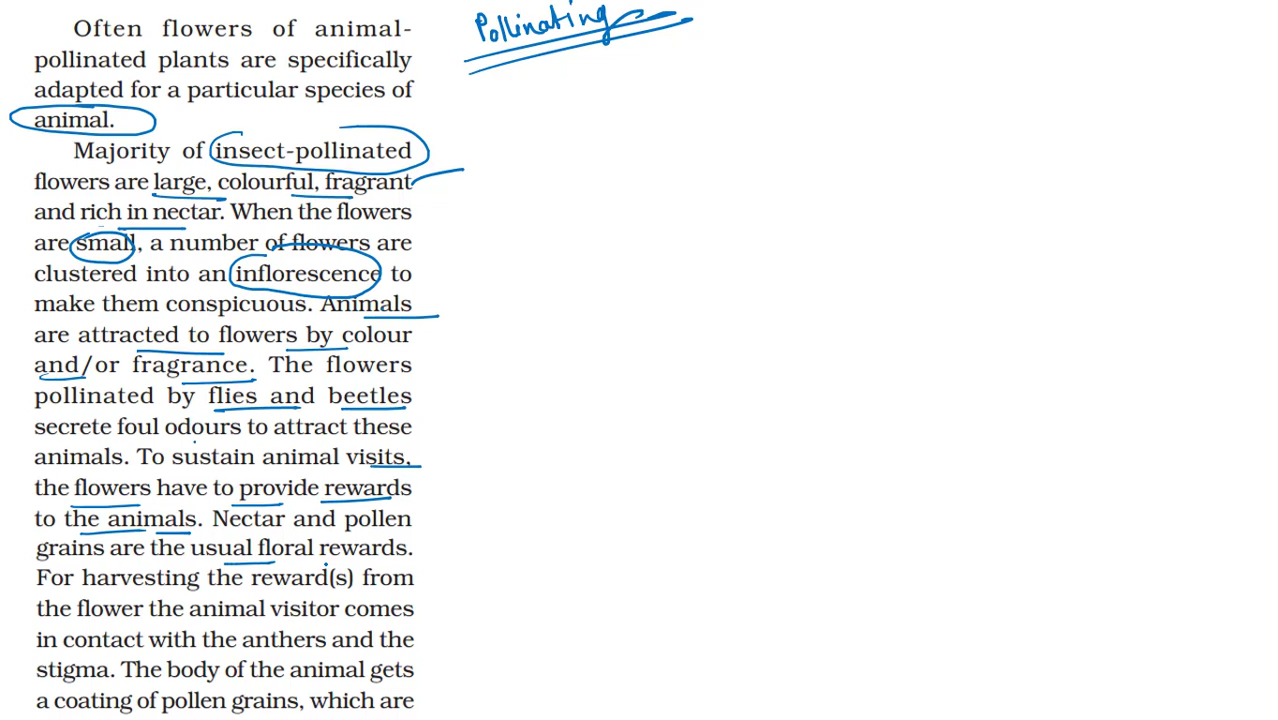 Often flowers of animal-
pollinated plants are specifically
adapted for a particular species of
animal.
Majority of insect-pollinated
flowers are large, colourful, fragrant
and rich in nectar. When the flowers
are small, a number of flowers are
clustered into an inflorescence to
make them conspicuous. Animals
are attracted to flowers by colour
and/or fragrance. The flowers
pollinated by flies and beetles
secrete foul odours to attract these
animals. To sustain animal visits,
the flowers have to provide rewards
to the animals. Nectar and pollen
grains are the usual floral rewards.
For harvesting the reward(s) from
the flower the animal visitor comes
in contact with the anthers and the
stigma. The body of the animal gets
a coating of pollen grains, which are
Pollinating